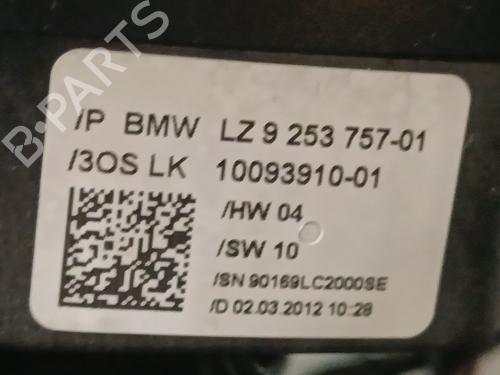 /P BMW LZ 9 253 757-01
/3OS LK 10093910-01
/HW 04
/SW 10
/SN 90169LC2000SE
/D 02.03.2012 10:28